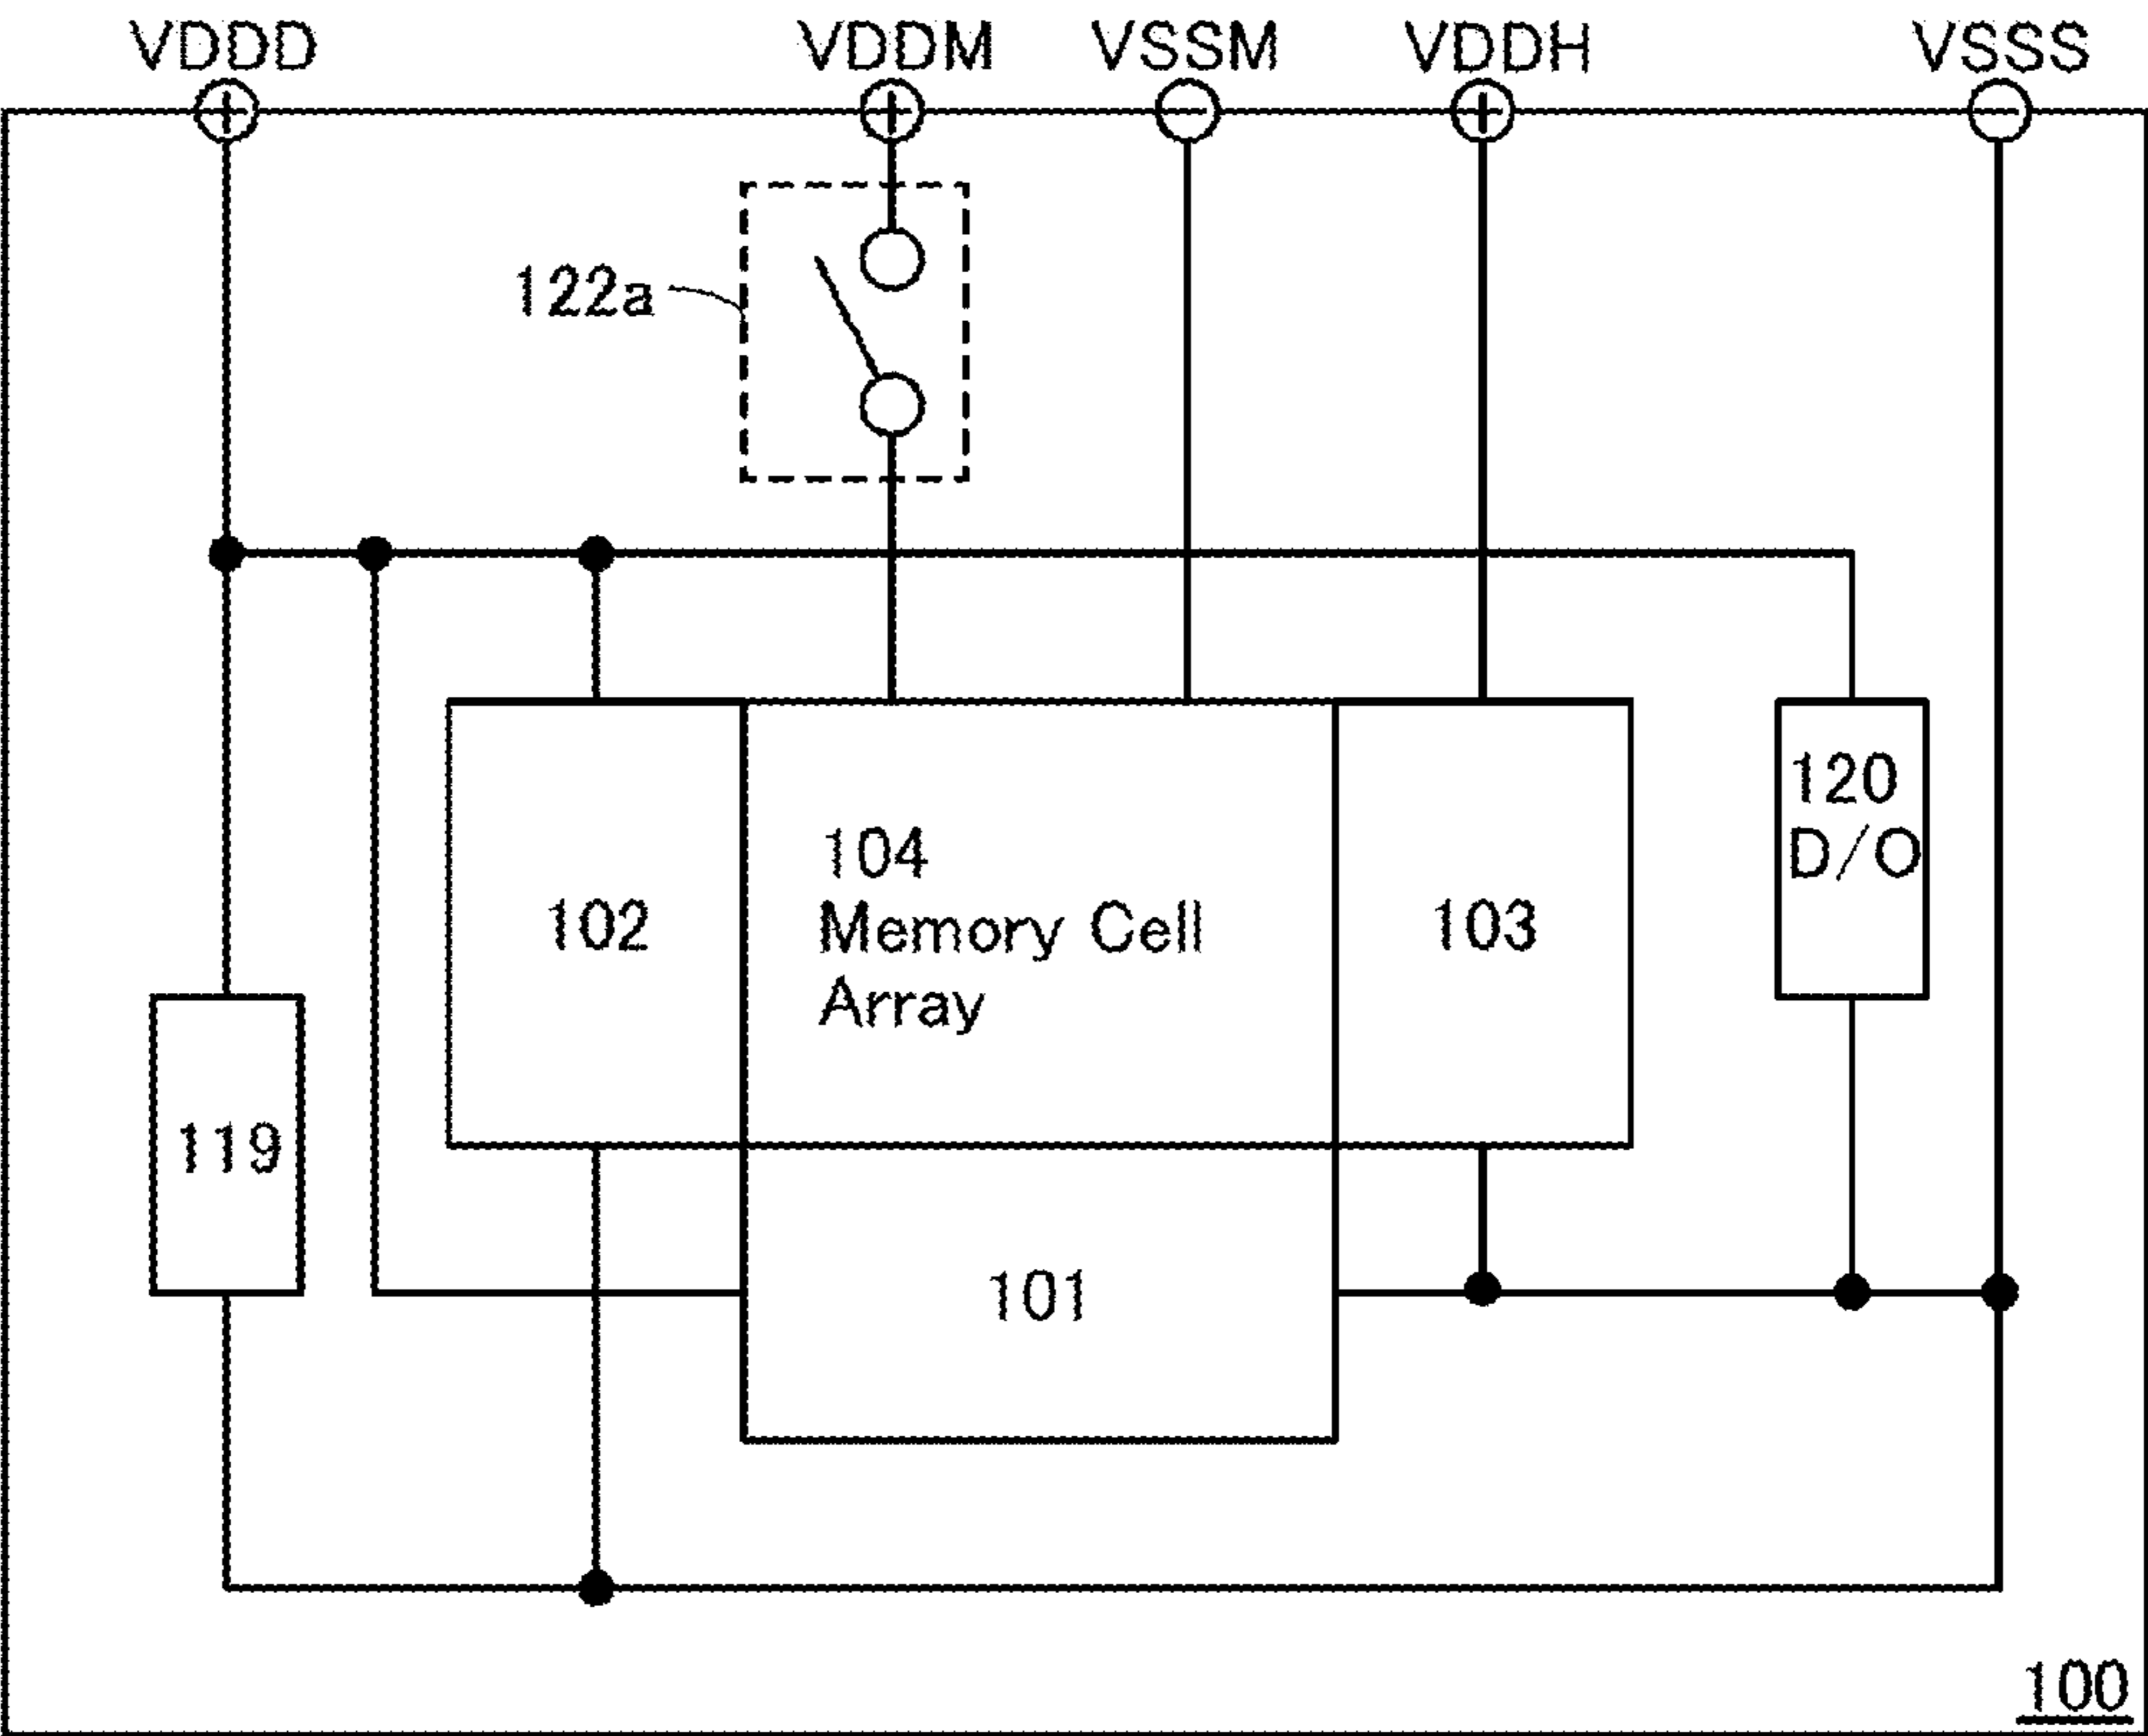 VDDD VDDM VSSM VDDH VSSS
122a
120
D/O
104
Memory Cell
Array
102
103
119
101
100